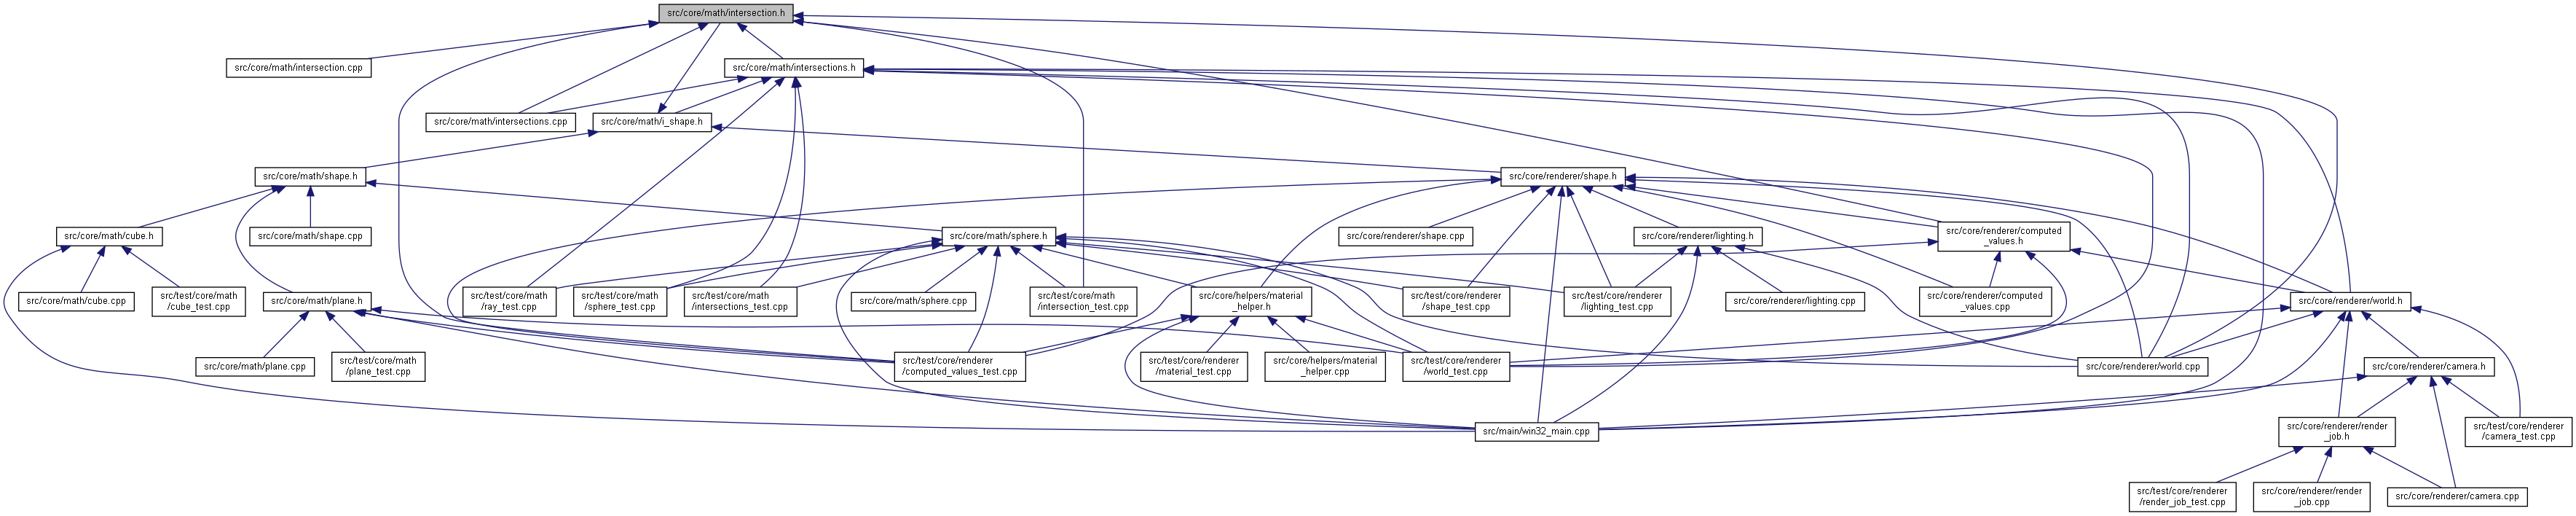 src/core/math/intersection.h
src/core/math/intersection.cpp
src/core/math/intersections.h
src/core/math/intersections.cpp
src/core/math/i_shape.h
src/core/math/shape.h
src/core/renderer/shape.h
src/core/math/cube.h
src/core/math/shape.cpp
src/core/math/sphere.h
src/core/renderer/shape.cpp
src/core/renderer/lighting.h
src/core/renderer/computed
_values.h
src/core/math/cube.cpp
src/test/core/math
/cube_test.cpp
src/core/math/plane.h
src/test/core/math
/ray_test.cpp
src/test/core/math
/sphere_test.cpp
src/test/core/math
/intersections_test.cpp
src/core/math/sphere.cpp
src/test/core/math
/intersection_test.cpp
src/core/helpers/material
_helper.h
src/test/core/renderer
/shape_test.cpp
src/test/core/renderer
/lighting_test.cpp
src/core/renderer/lighting.cpp
src/core/renderer/computed
_values.cpp
src/core/renderer/world.h
src/core/math/plane.cpp
src/test/core/math
/plane_test.cpp
src/test/core/renderer
/computed_values_test.cpp
src/test/core/renderer
/material_test.cpp
src/core/helpers/material
_helper.cpp
src/test/core/renderer
/world_test.cpp
src/core/renderer/world.cpp
src/core/renderer/camera.h
src/main/win32_main.cpp
src/core/renderer/render
_job.h
src/test/core/renderer
/camera_test.cpp
src/test/core/renderer
/render_job_test.cpp
src/core/renderer/render
_job.cpp
src/core/renderer/camera.cpp